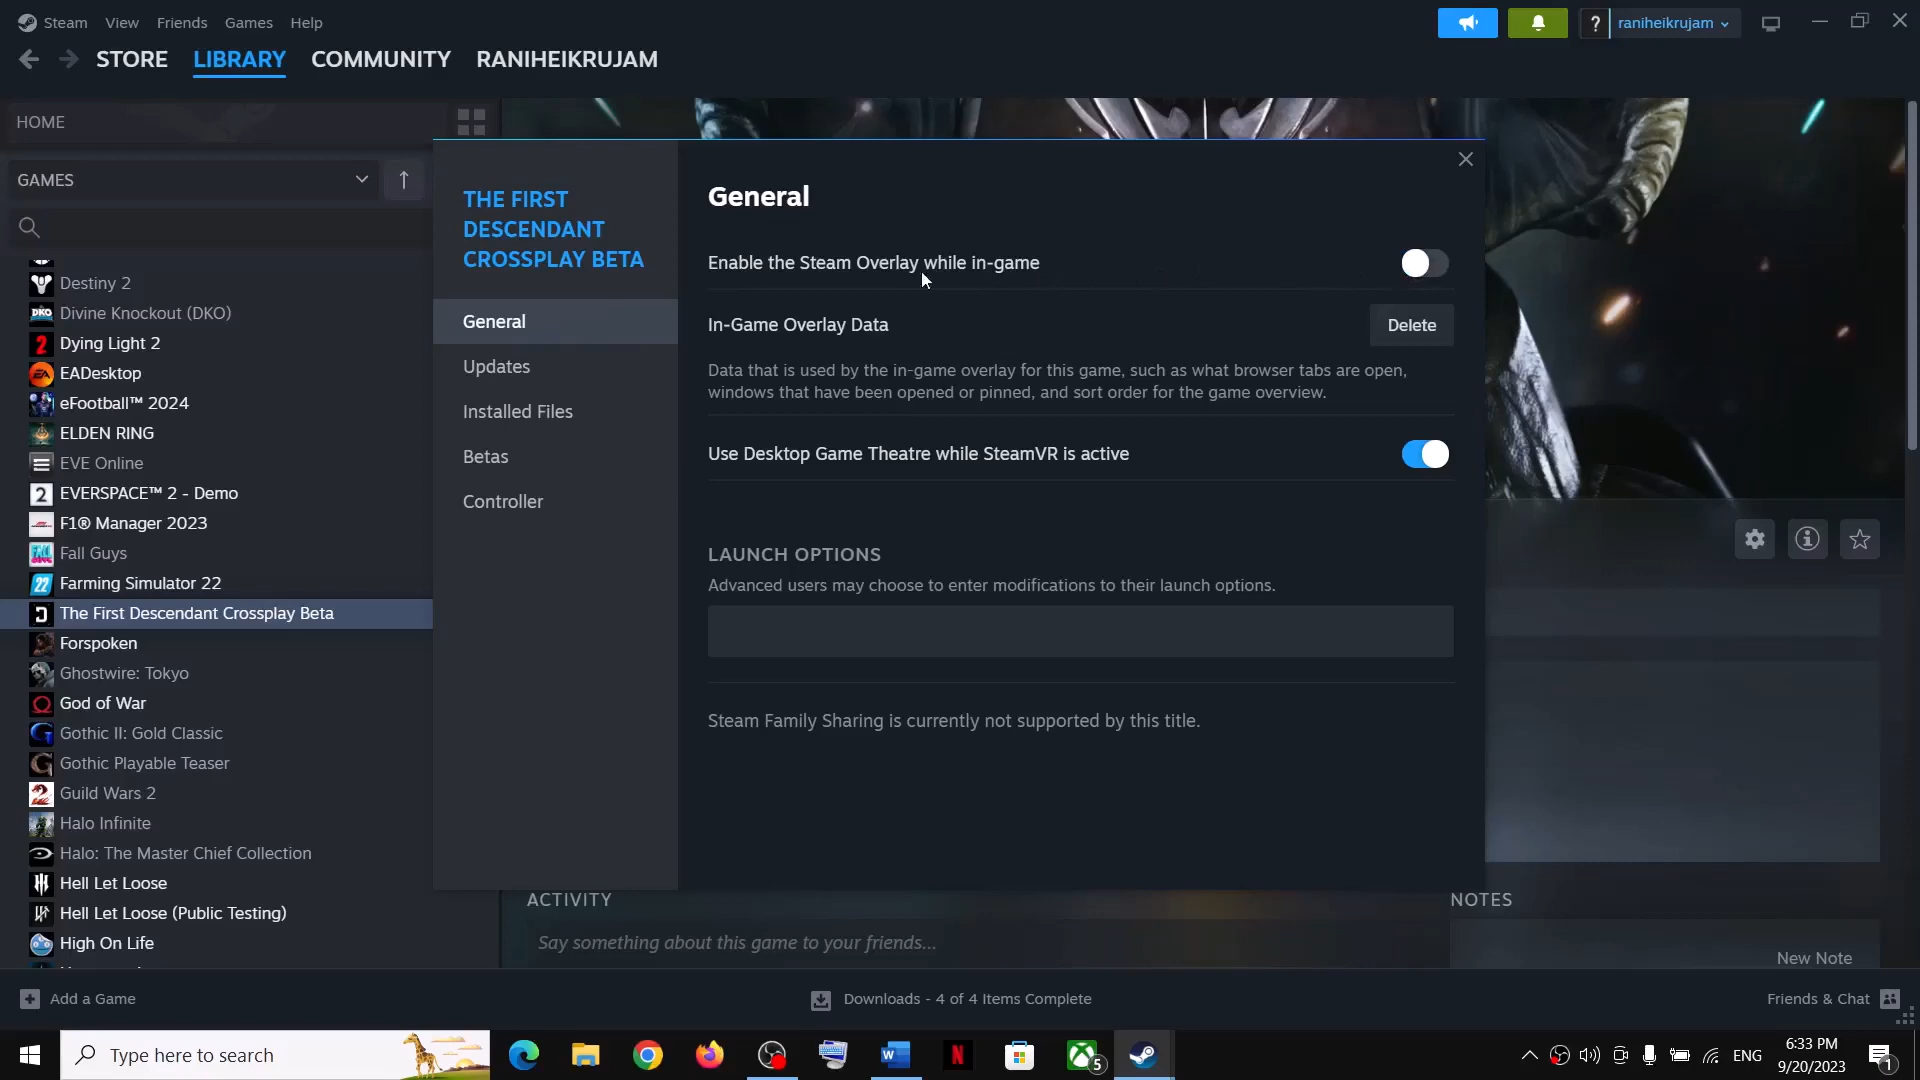 Steam View Friends Games Help
? raniheikrujam
STORE LIBRARY COMMUNITY RANIHEIKRUJAM
HOME
GAMES
Destiny 2
Divine Knockout (DKO)
Dying Light 2
EADesktop
eFootball™ 2024
ELDEN RING
EVE Online
EVERSPACE™ 2 - Demo
F1® Manager 2023
Fall Guys
Farming Simulator 22
The First Descendant Crossplay Beta
Forspoken
Ghostwire: Tokyo
God of War
Gothic II: Gold Classic
Gothic Playable Teaser
Guild Wars 2
Halo Infinite
Halo: The Master Chief Collection
Hell Let Loose
Hell Let Loose (Public Testing)
High On Life
THE FIRST
DESCENDANT
CROSSPLAY BETA
General
Updates
Installed Files
Betas
Controller
General
Enable the Steam Overlay while in-game
In-Game Overlay Data
Delete
Data that is used by the in-game overlay for this game, such as what browser tabs are open,
windows that have been opened or pinned, and sort order for the game overview.
Use Desktop Game Theatre while SteamVR is active
LAUNCH OPTIONS
Advanced users may choose to enter modifications to their launch options.
Steam Family Sharing is currently not supported by this title.
ACTIVITY
Say something about this game to your friends...
NOTES
New Note
Add a Game
Downloads - 4 of 4 Items Complete
Friends & Chat
Type here to search
5
ENG
6:33 PM
9/20/2023
1